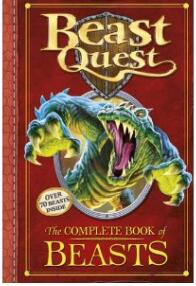 Beast
Quest
OVER
70 BEASTS
INSIDE
The COMPLETE BOOK of
BEASTS